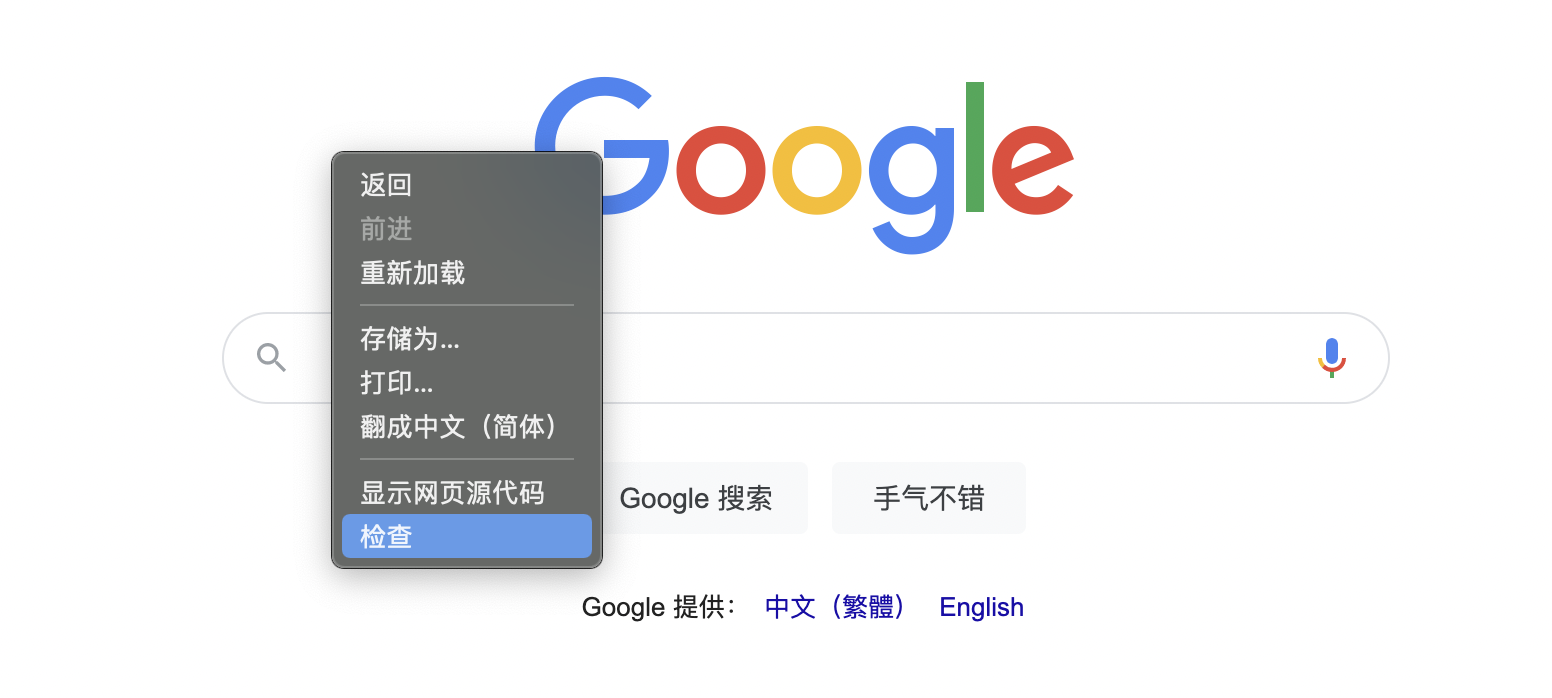 Google
返回
前进
重新加载
存储为...
打印...
翻成中文（简体）
显示网页源代码
检查
Google 搜索
手气不错
Google 提供： 中文（繁體） English